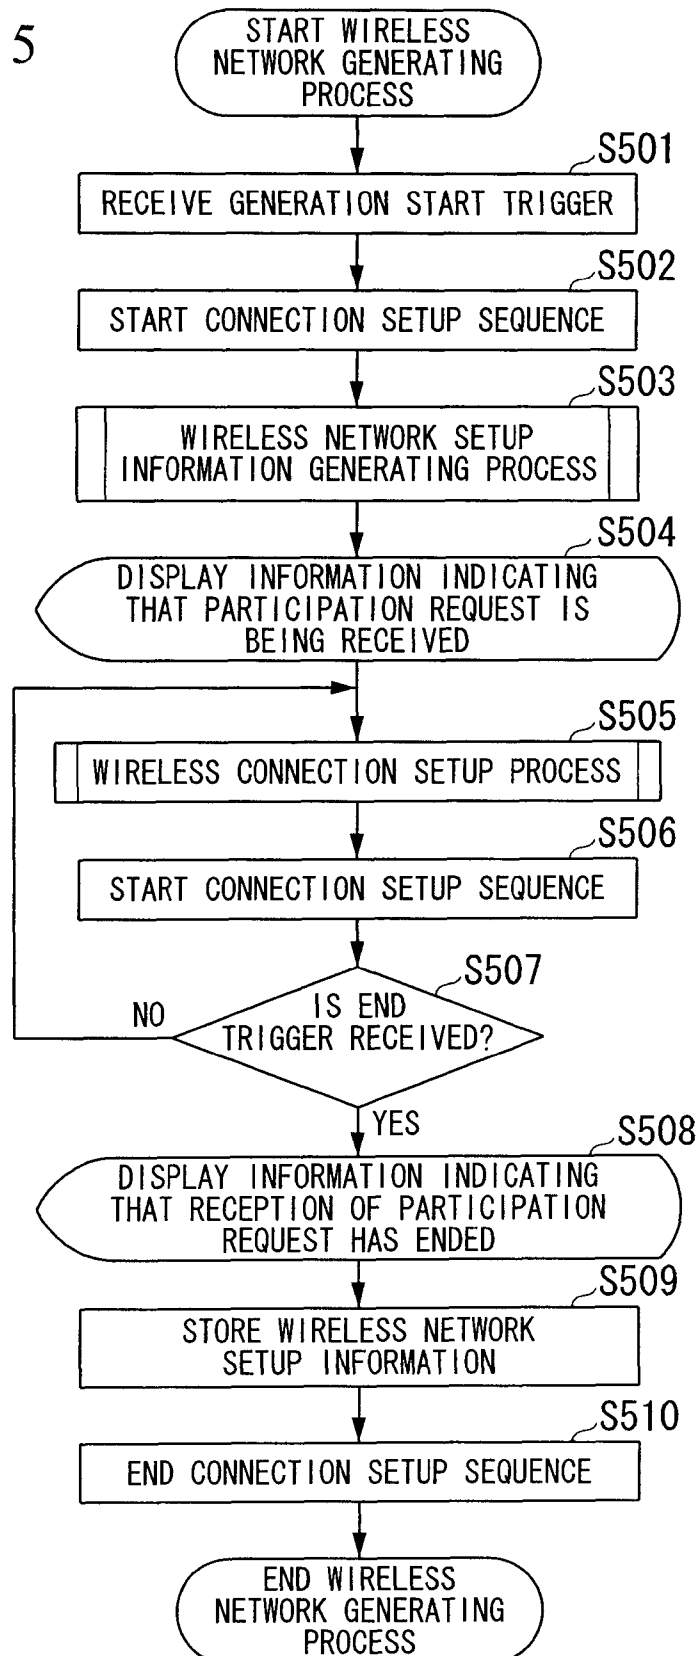 5
START WIRELESS
NETWORK GENERATING
PROCESS
S501
RECEIVE GENERATION START TRIGGER
S502
START CONNECTION SETUP SEQUENCE
S503
WIRELESS NETWORK SETUP
INFORMATION GENERATING PROCESS
S504
DISPLAY INFORMATION INDICATING
THAT PARTICIPATION REQUEST IS
BEING RECEIVED
S505
WIRELESS CONNECTION SETUP PROCESS
S506
START CONNECTION SETUP SEQUENCE
S507
IS END
TRIGGER RECEIVED?
NO
YES
S508
DISPLAY INFORMATION INDICATING
THAT RECEPTION OF PARTICIPATION
REQUEST HAS ENDED
S509
STORE WIRELESS NETWORK
SETUP INFORMATION
S510
END CONNECTION SETUP SEQUENCE
END WIRELESS
NETWORK GENERATING
PROCESS